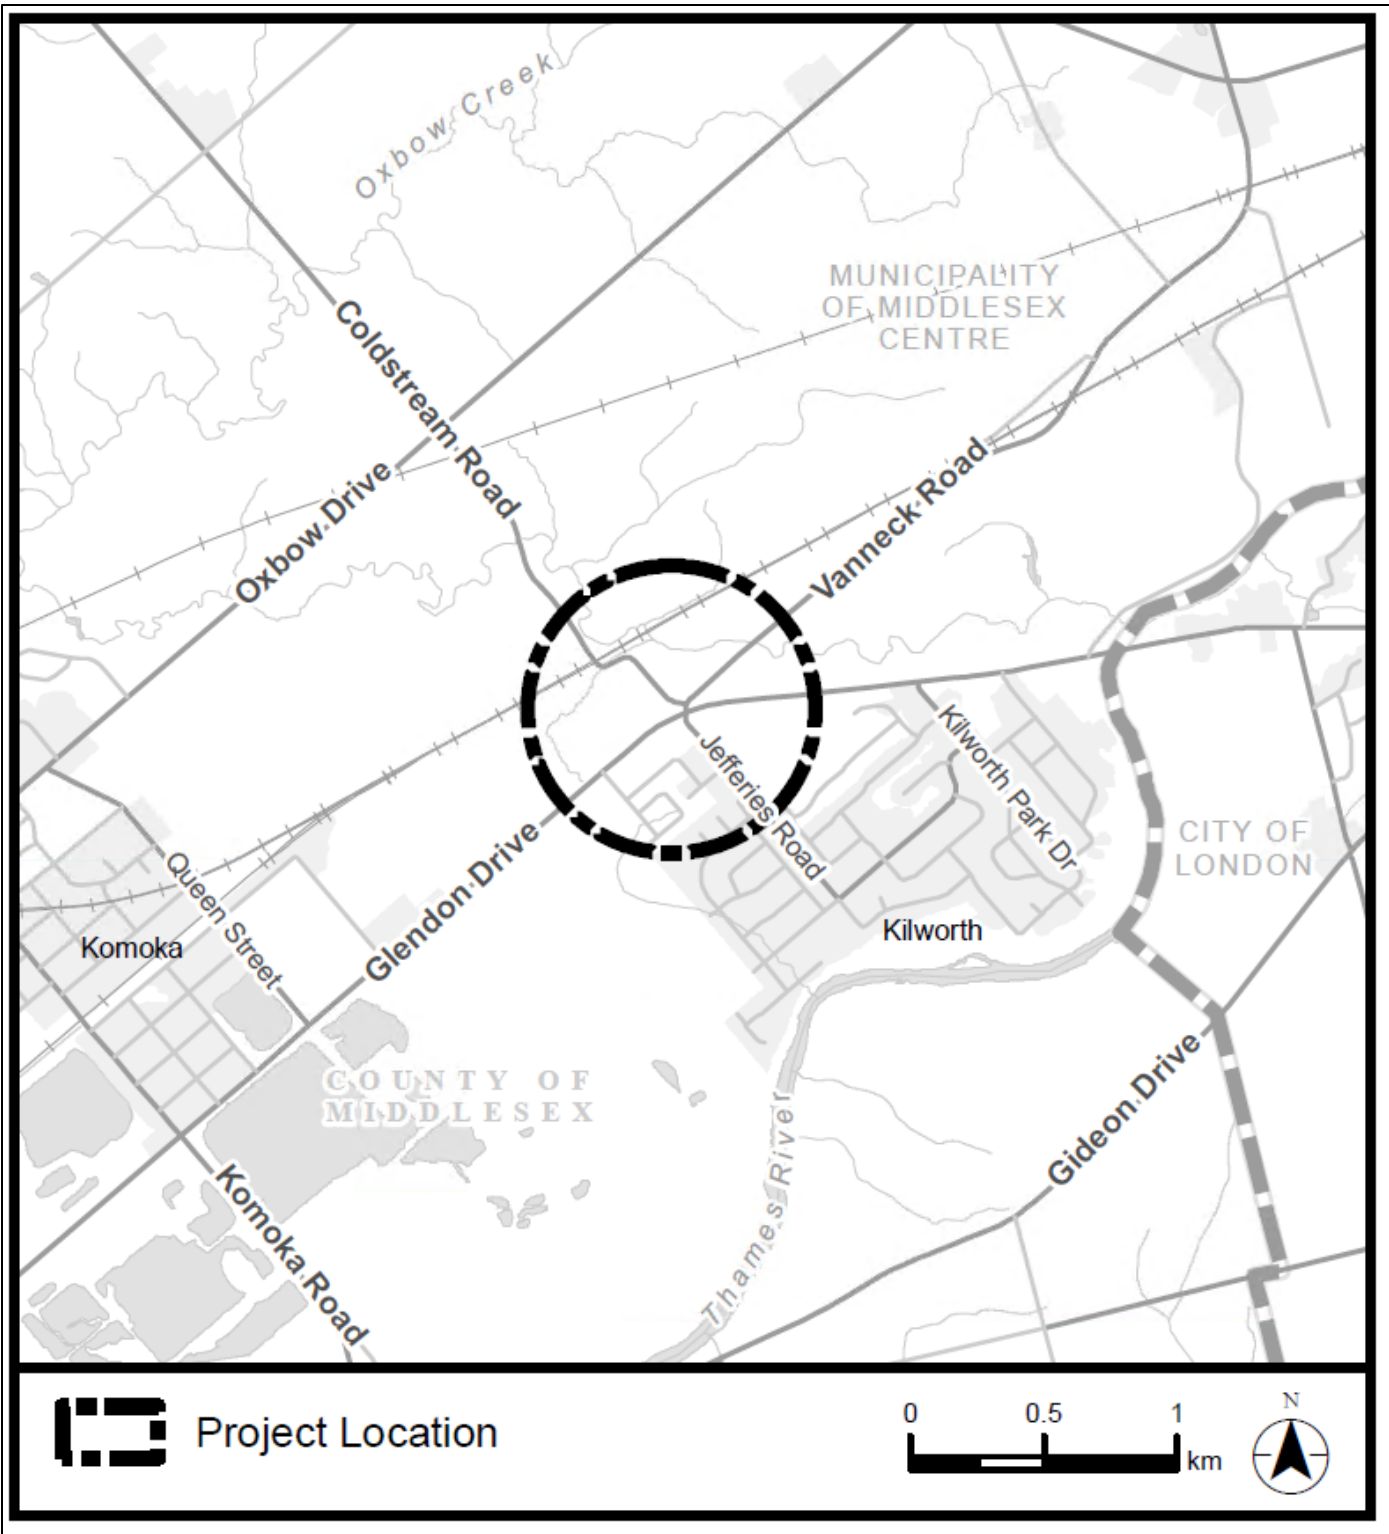 Oxbow Creek
MUNICIPALITY
OF MIDDLESEX
CENTRE
Coldstream Road
Oxbow Drive
Vanneck Road
Jefferies Road
Kilworth Park Dr
CITY OF
LONDON
Glendon Drive
Queen Street
Komoka
Kilworth
COUNTY OF
MIDDLESEX
Thames River
Gideon Drive
Komoka Road
Project Location
0 0.5 1
km
N